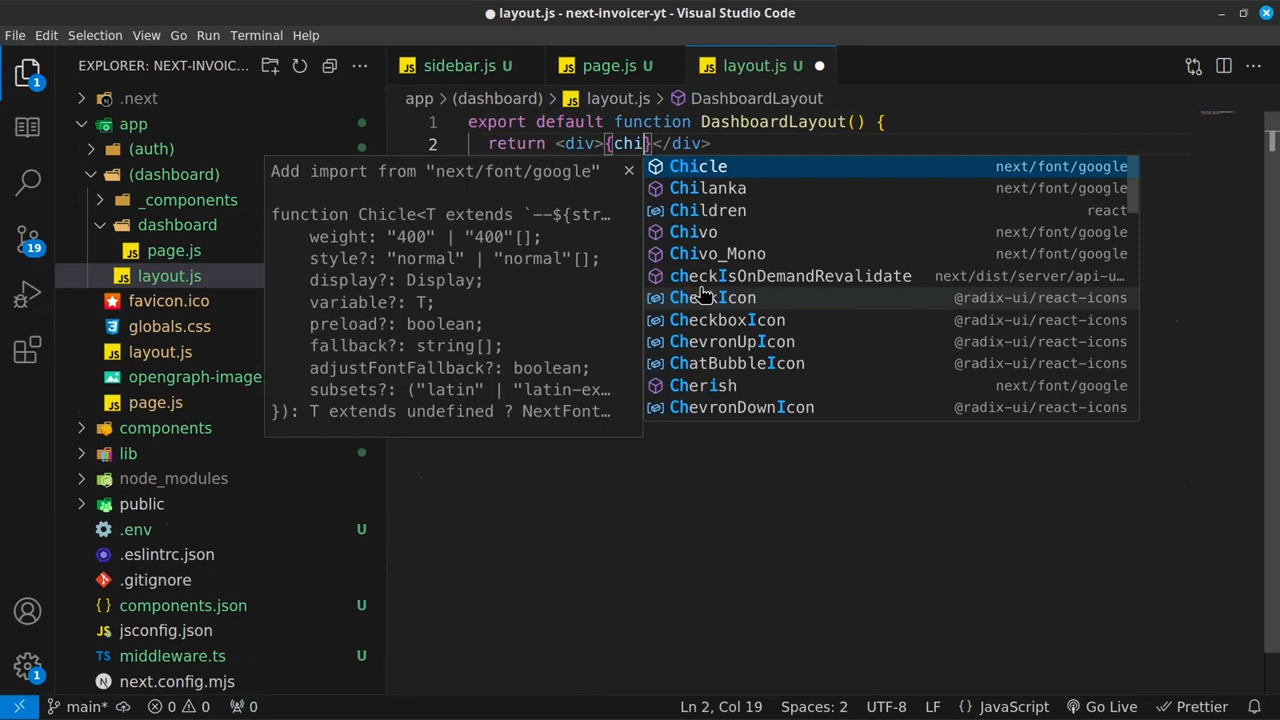 layout.js - next-invoicer-yt - Visual Studio Code
File Edit Selection View Go Run Terminal Help
EXPLORER: NEXT-INVOIC...
sidebar.js U
page.js U
layout.js U
app > (dashboard) > layout.js > DashboardLayout
1 export default function DashboardLayout() {
2 return <div>{chi}</div>
.next
app
(auth)
(dashboard)
_components
dashboard
page.js
layout.js
favicon.ico
globals.css
layout.js
opengraph-image
page.js
components
lib
node_modules
public
.env U
.eslintrc.json
.gitignore
components.json U
jsconfig.json
middleware.ts U
next.config.mjs
1
19
1
Add import from "next/font/google"
function Chicle<T extends `--${str...
weight: "400" | "400"[];
style?: "normal" | "normal"[];
display?: Display;
variable?: T;
preload?: boolean;
fallback?: string[];
adjustFontFallback?: boolean;
subsets?: ("latin" | "latin-ex...
}): T extends undefined ? NextFont...
Chicle next/font/google
Chilanka next/font/google
Children react
Chivo next/font/google
Chivo_Mono next/font/google
checkIsOnDemandRevalidate next/dist/server/api-u...
CheckIcon @radix-ui/react-icons
CheckboxIcon @radix-ui/react-icons
ChevronUpIcon @radix-ui/react-icons
ChatBubbleIcon @radix-ui/react-icons
Cherish next/font/google
ChevronDownIcon @radix-ui/react-icons
main* 0 0 0 Ln 2, Col 19 Spaces: 2 UTF-8 LF {} JavaScript Go Live Prettier